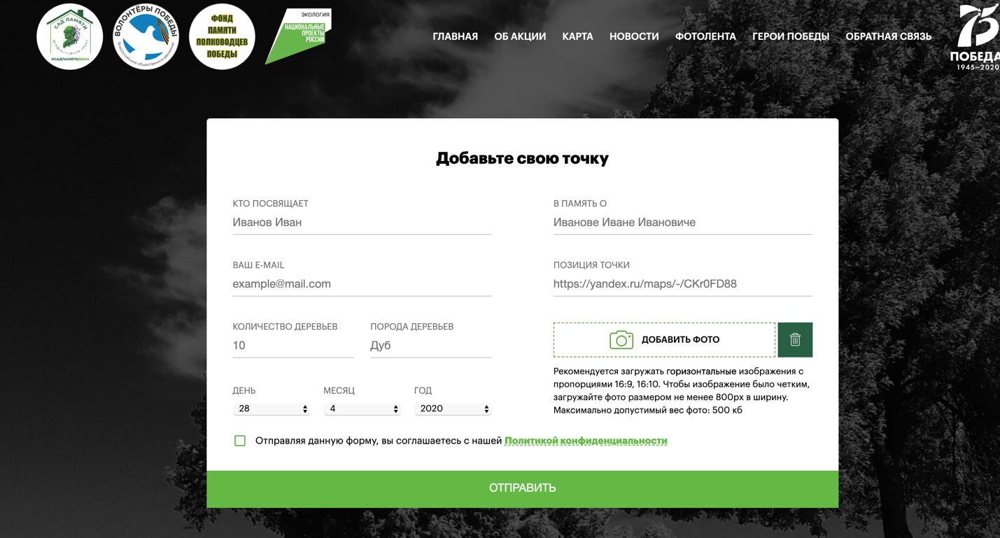 САД ПАМЯТИ
#САДПАМЯТИДОМА
ВОЛОНТЁРЫ ПОБЕДЫ
Всероссийское общественное движение
ФОНД
ПАМЯТИ
ПОЛКОВОДЦЕВ
ПОБЕДЫ
ЭКОЛОГИЯ
НАЦИОНАЛЬНЫЕ
ПРОЕКТЫ
РОССИИ
ГЛАВНАЯ ОБ АКЦИИ КАРТА НОВОСТИ ФОТОЛЕНТА ГЕРОИ ПОБЕДЫ ОБРАТНАЯ СВЯЗЬ
75
ПОБЕДА
1945–2020
Добавьте свою точку
КТО ПОСВЯЩАЕТ
Иванов Иван
В ПАМЯТЬ О
Иванове Иване Ивановиче
ВАШ E-MAIL
example@mail.com
ПОЗИЦИЯ ТОЧКИ
https://yandex.ru/maps/-/CKr0FD88
КОЛИЧЕСТВО ДЕРЕВЬЕВ
10
ПОРОДА ДЕРЕВЬЕВ
Дуб
ДОБАВИТЬ ФОТО
Рекомендуется загружать горизонтальные изображения с
пропорциями 16:9, 16:10. Чтобы изображение было четким,
загружайте фото размером не менее 800px в ширину.
Максимально допустимый вес фото: 500 кб
ДЕНЬ МЕСЯЦ ГОД
28 4 2020
Отправляя данную форму, вы соглашаетесь с нашей Политикой конфиденциальности
ОТПРАВИТЬ